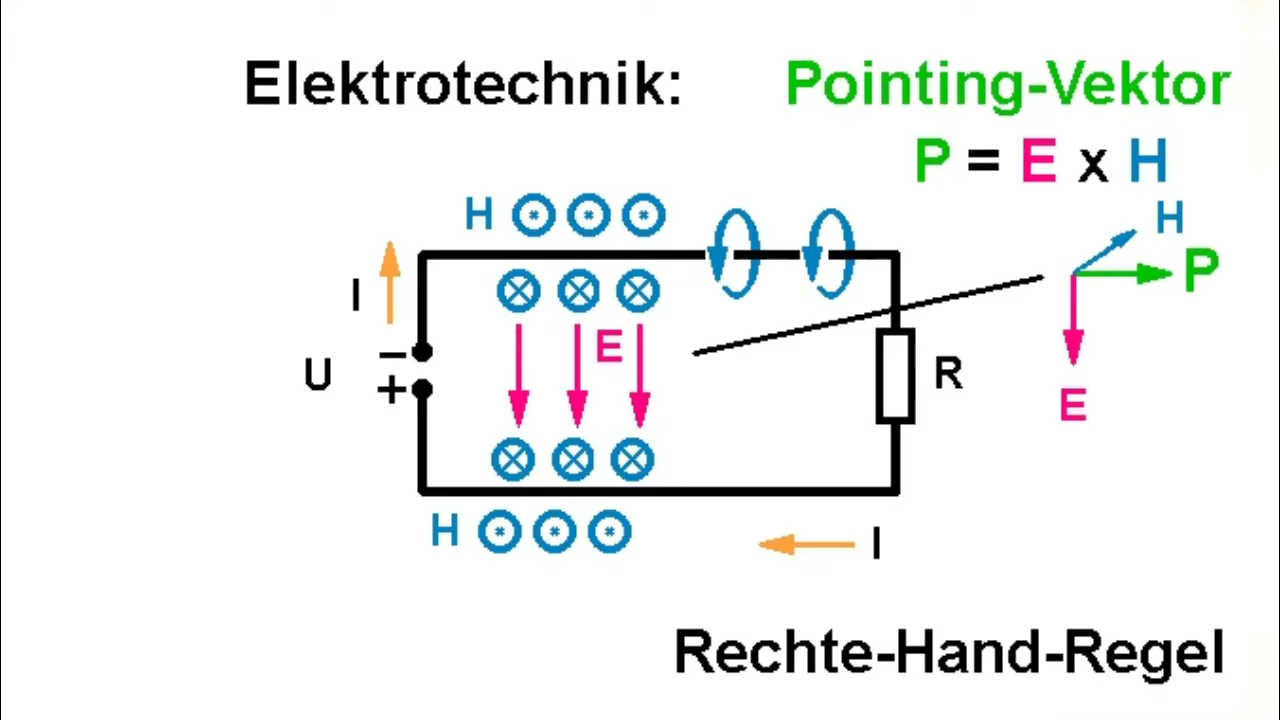 Elektrotechnik: Pointing-Vektor
P = E x H
H
H
P
I
E
U
−
+
R
E
H
I
Rechte-Hand-Regel